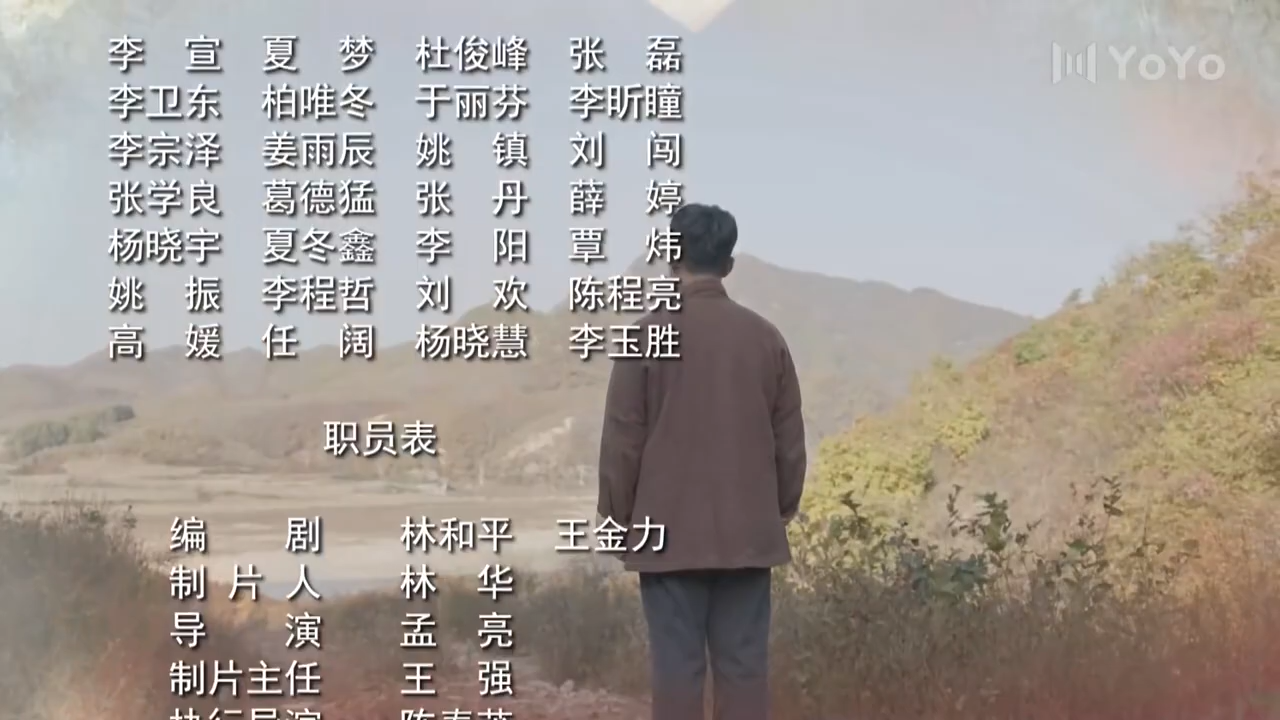 李宣 夏梦 杜俊峰 张磊
YoYo
李卫东 柏唯冬 于丽芬 李昕瞳
李宗泽 姜雨辰 姚镇 刘闯
张学良 葛德猛 张丹 薛婷
杨晓宇 夏冬鑫 李阳 覃炜
姚振 李程哲 刘欢 陈程亮
高媛 任阔 杨晓慧 李玉胜
职员表
编剧 林和平 王金力
制片人 林华
导演 孟亮
制片主任 王强
执行导演